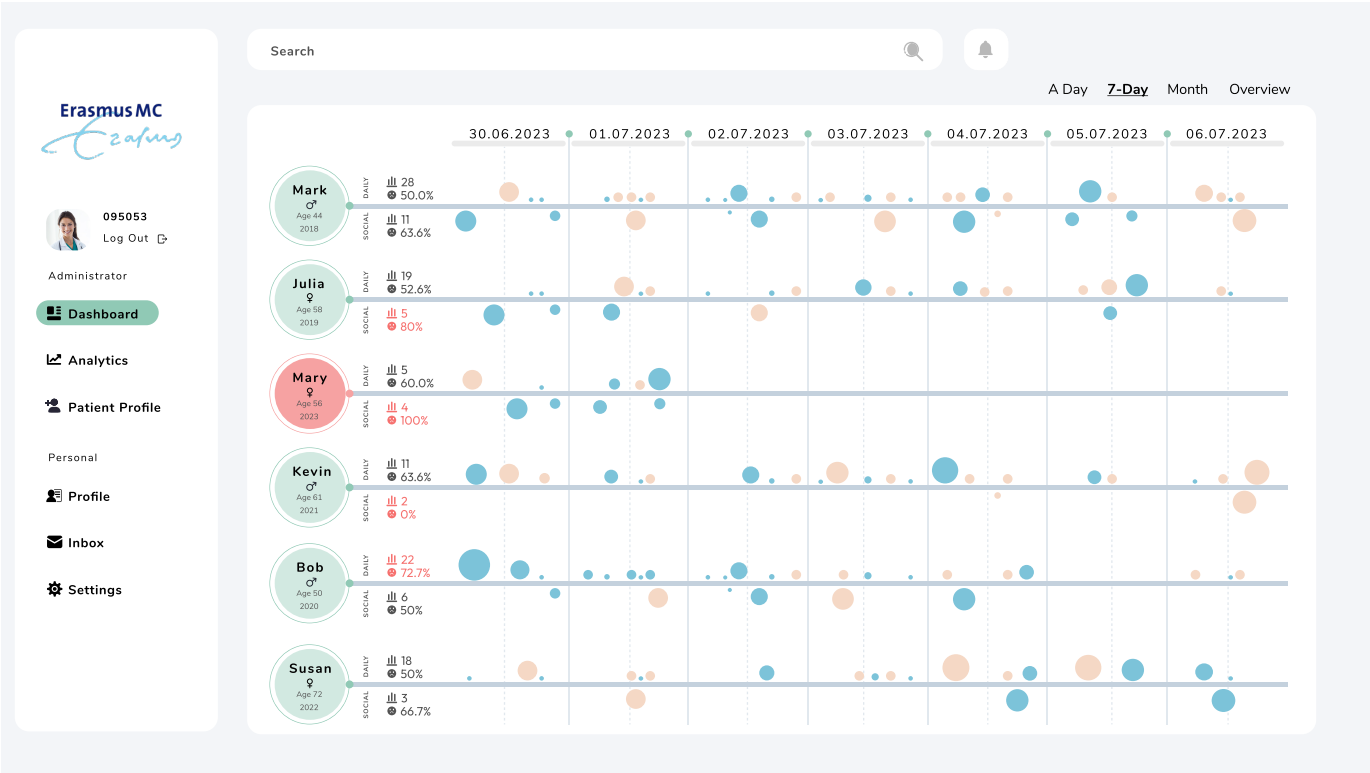 Search
A Day 7-Day Month Overview
Erasmus MC
Erasmus
095053
Log Out
Administrator
Dashboard
Analytics
Patient Profile
Personal
Profile
Inbox
Settings
30.06.2023 01.07.2023 02.07.2023 03.07.2023 04.07.2023 05.07.2023 06.07.2023
Mark
♂
Age 44
2018
DAILY
28
50.0%
SOCIAL
11
63.6%
Julia
♀
Age 58
2019
DAILY
19
52.6%
SOCIAL
5
80%
Mary
♀
Age 56
2023
DAILY
5
60.0%
SOCIAL
4
100%
Kevin
♂
Age 61
2021
DAILY
11
63.6%
SOCIAL
2
0%
Bob
♂
Age 50
2020
DAILY
22
72.7%
SOCIAL
6
50%
Susan
♀
Age 72
2022
DAILY
18
50%
SOCIAL
3
66.7%